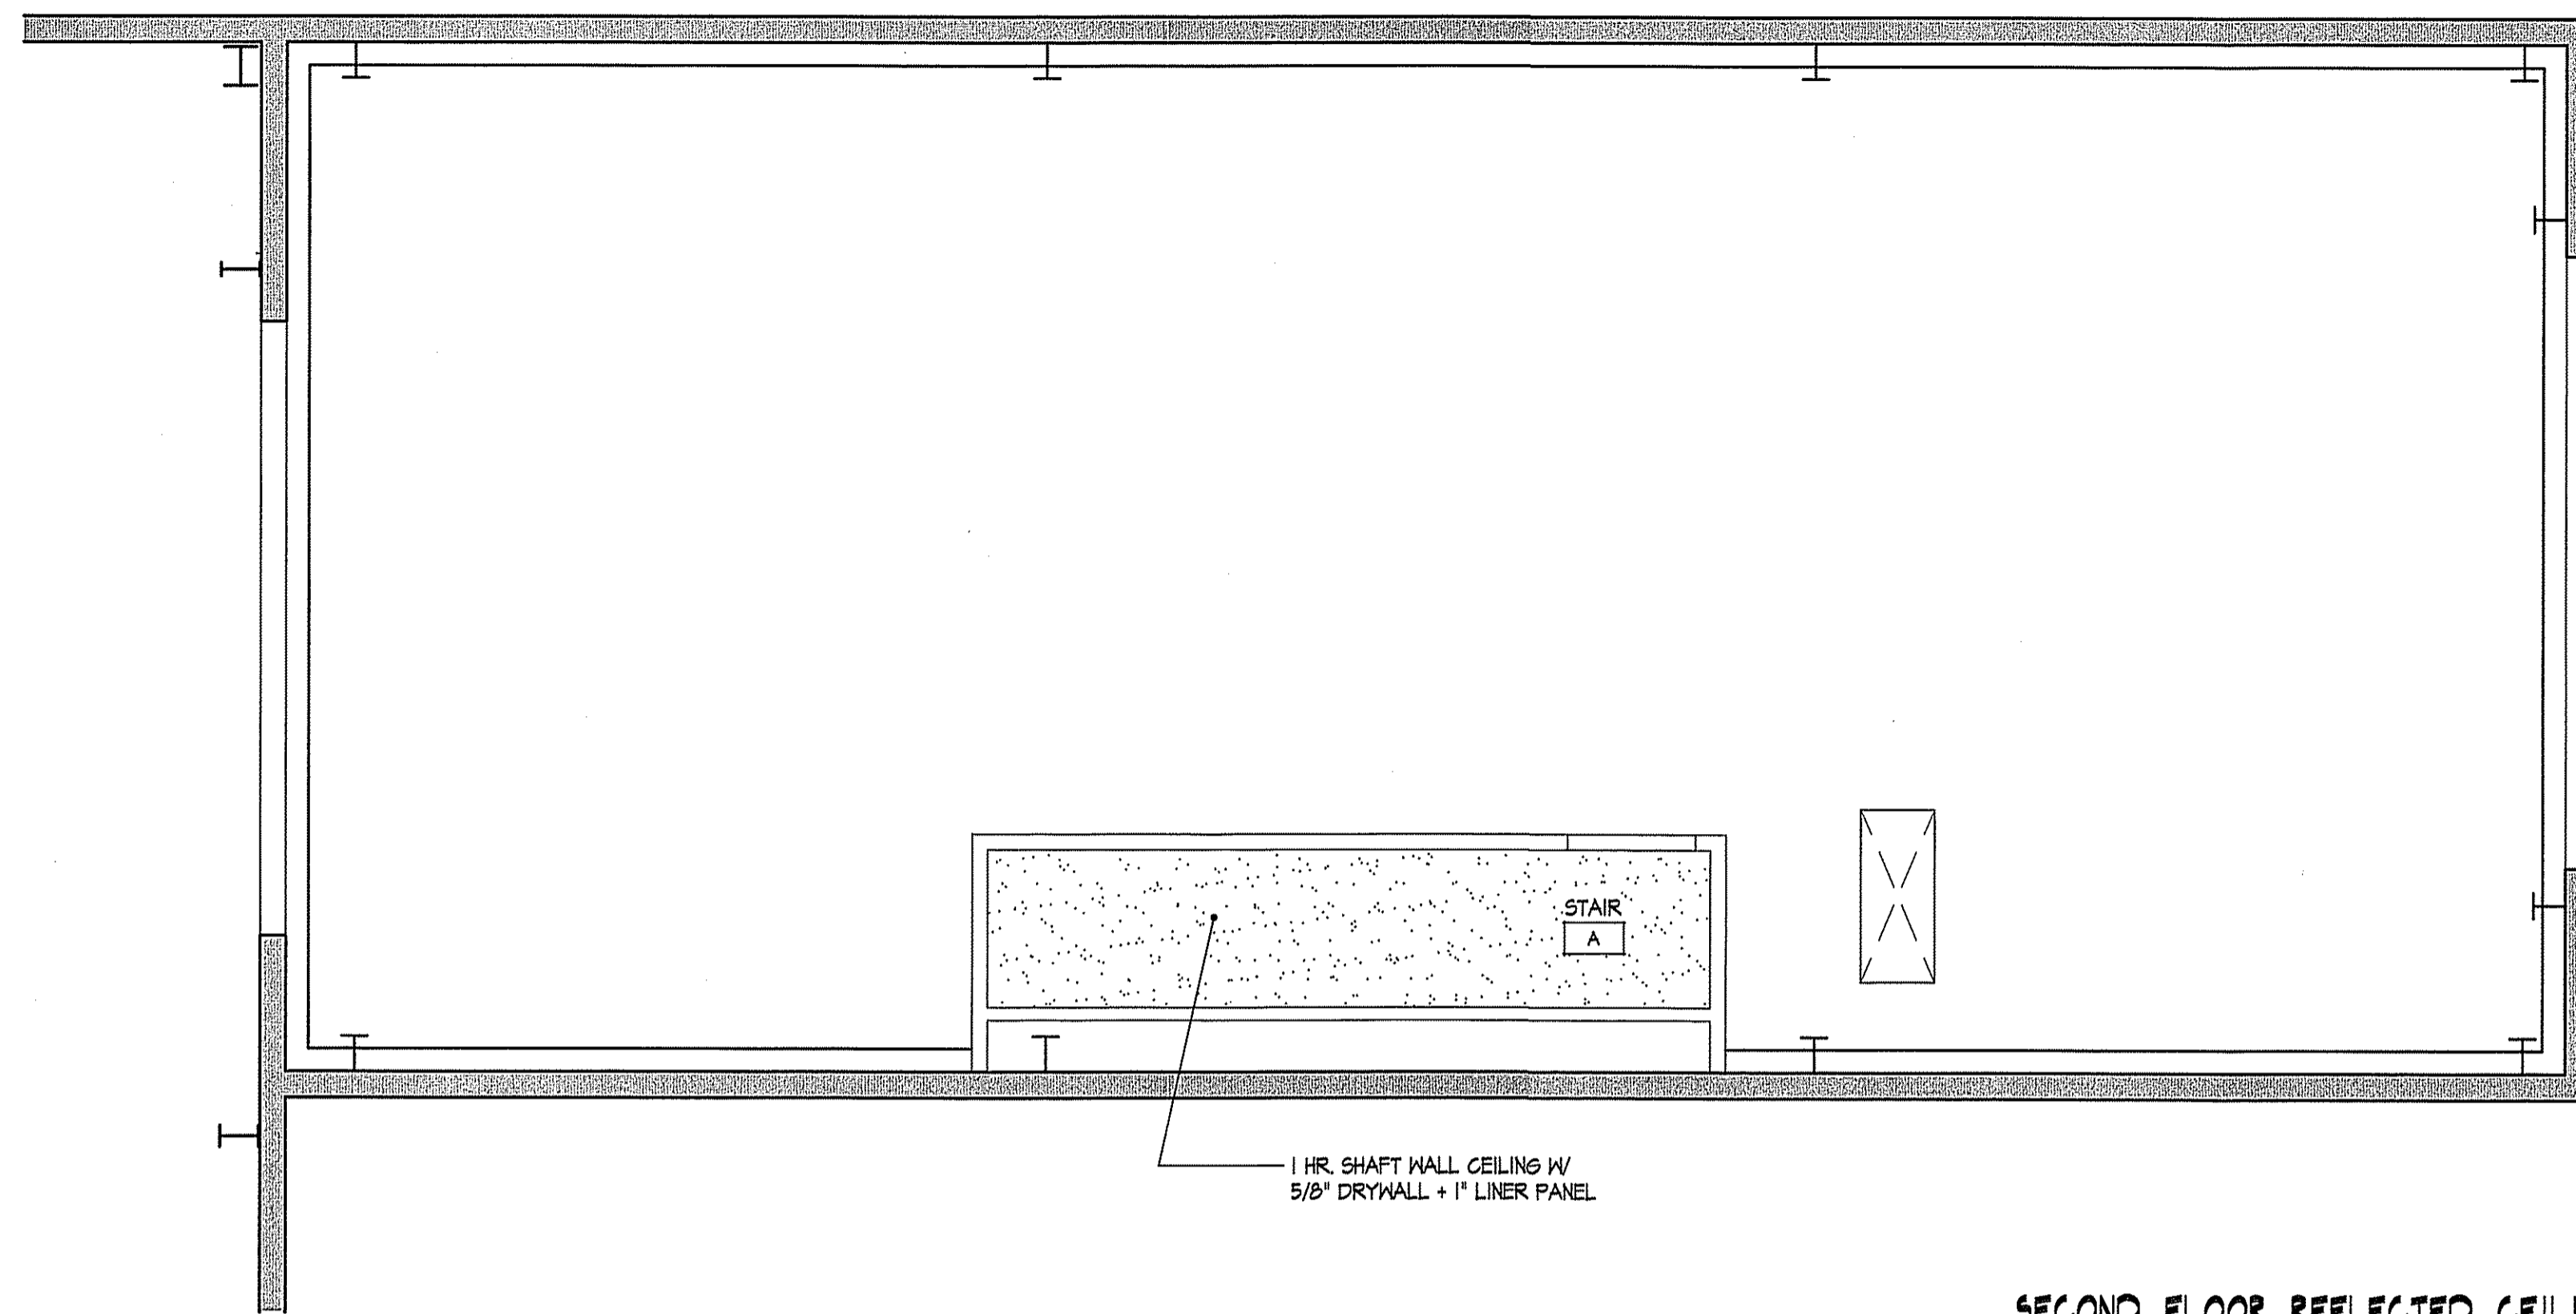 STAIR
A
1 HR. SHAFT WALL CEILING W/
5/8" DRYWALL + 1" LINER PANEL
SECOND FLOOR REFLECTED